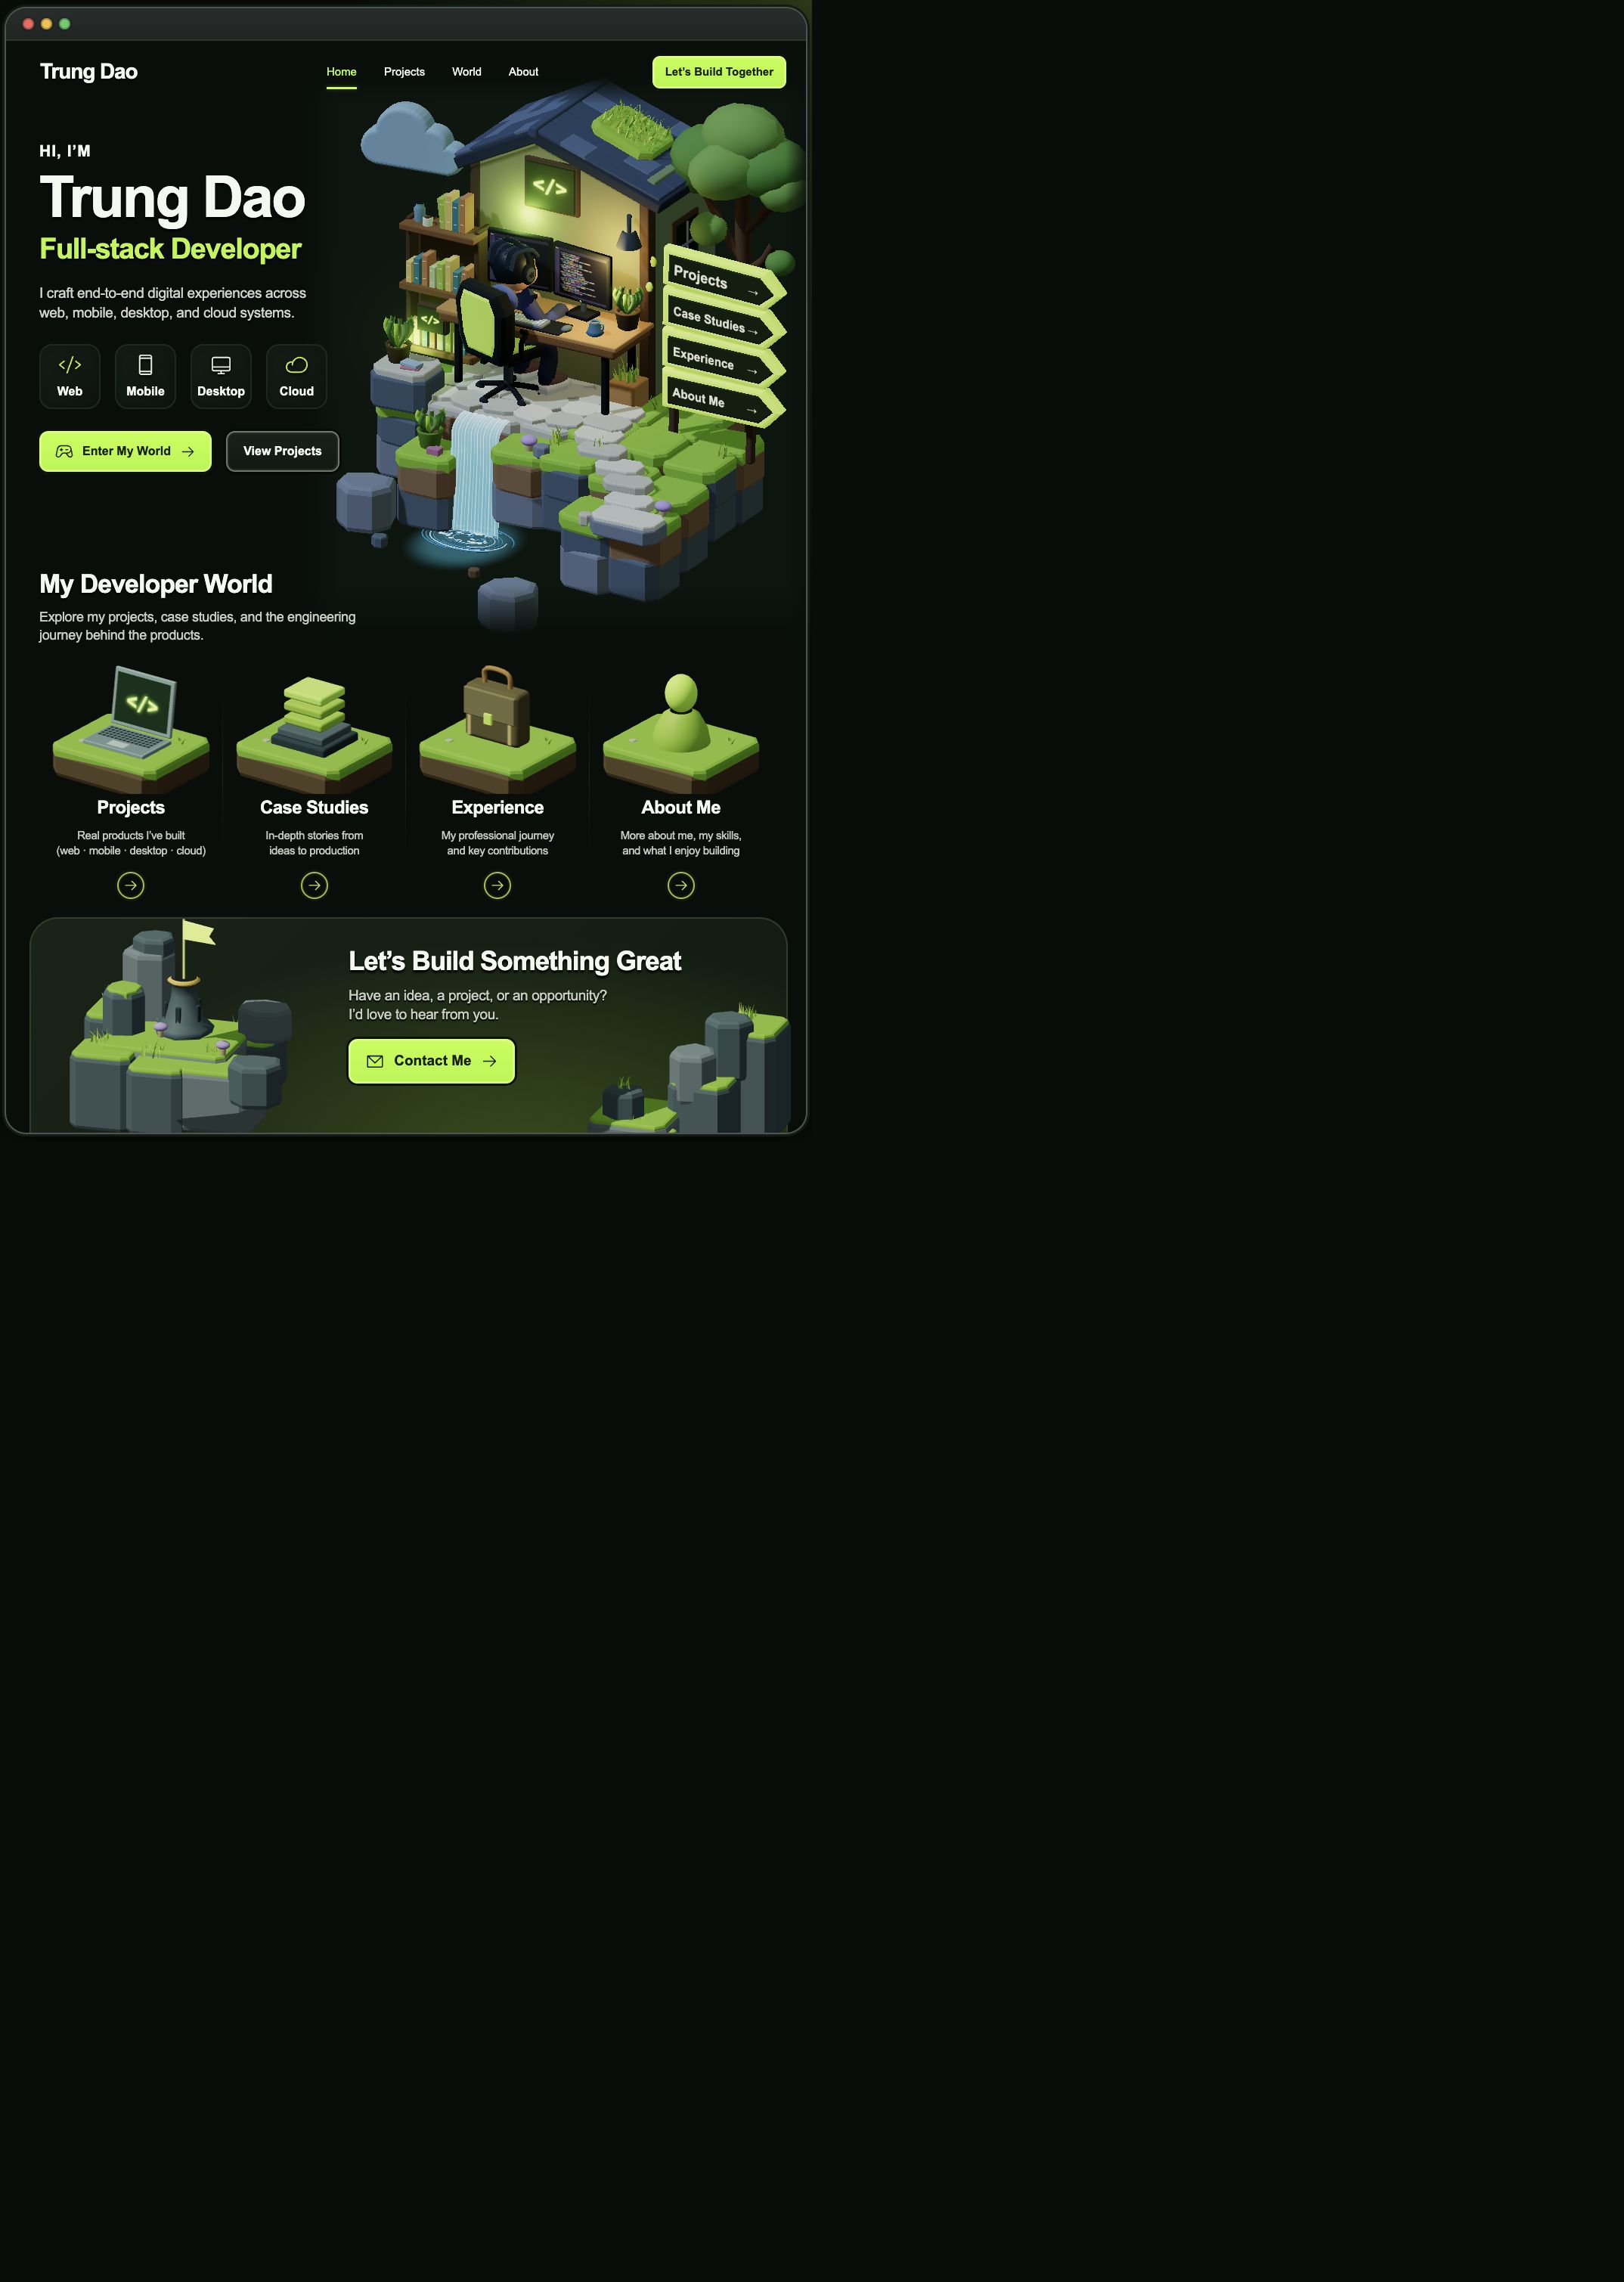 Trung Dao
Home
Projects
World
About
Let's Build Together
HI, I'M
Trung Dao
Full-stack Developer
I craft end-to-end digital experiences across
web, mobile, desktop, and cloud systems.
Web
Mobile
Desktop
Cloud
Enter My World →
View Projects
</>
</>
Projects →
Case Studies →
Experience →
About Me →
My Developer World
Explore my projects, case studies, and the engineering
journey behind the products.
</>
Projects
Real products I've built
(web · mobile · desktop · cloud)
→
Case Studies
In-depth stories from
ideas to production
→
Experience
My professional journey
and key contributions
→
About Me
More about me, my skills,
and what I enjoy building
→
Let's Build Something Great
Have an idea, a project, or an opportunity?
I'd love to hear from you.
Contact Me →